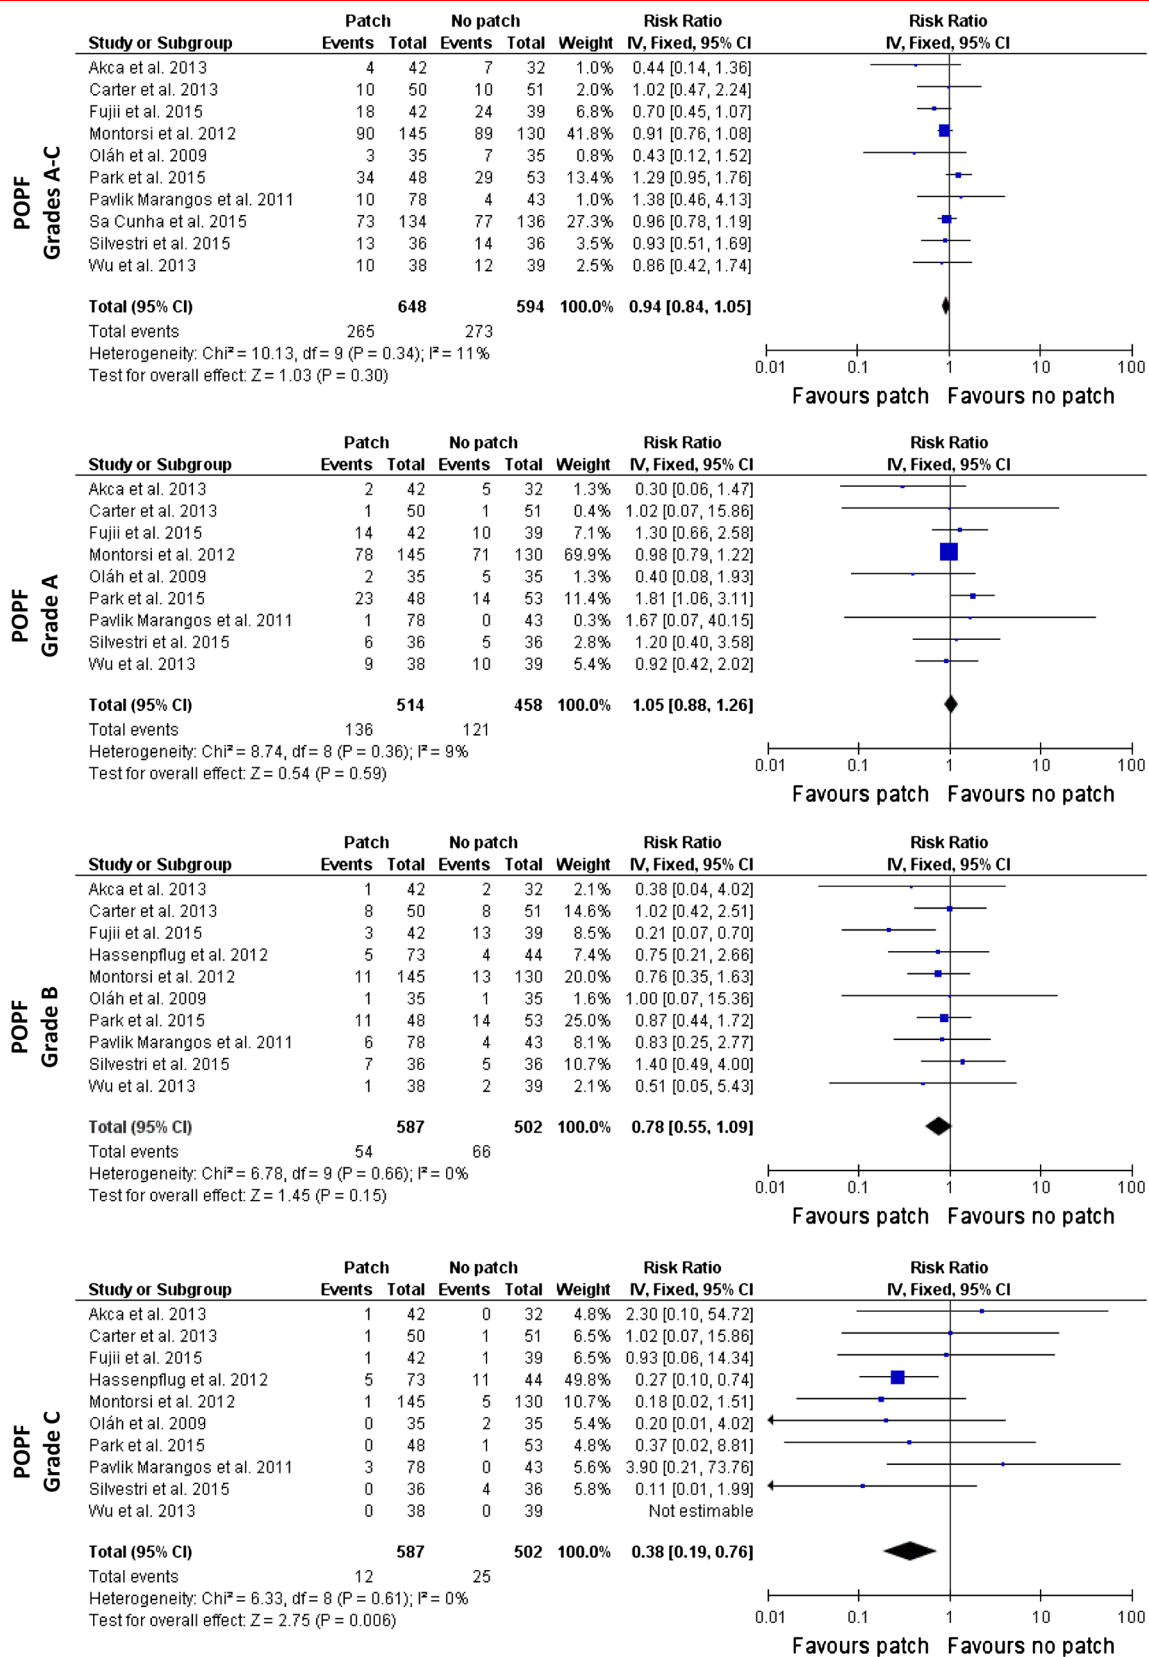 POPF
Grades A-C
Patch No patch Risk Ratio Risk Ratio
Study or Subgroup Events Total Events Total Weight IV, Fixed, 95% CI IV, Fixed, 95% CI
Akca et al. 2013 4 42 7 32 1.0% 0.44 [0.14, 1.36]
Carter et al. 2013 10 50 10 51 2.0% 1.02 [0.47, 2.24]
Fujii et al. 2015 18 42 24 39 6.8% 0.70 [0.45, 1.07]
Montorsi et al. 2012 90 145 89 130 41.8% 0.91 [0.76, 1.08]
Oláh et al. 2009 3 35 7 35 0.8% 0.43 [0.12, 1.52]
Park et al. 2015 34 48 29 53 13.4% 1.29 [0.95, 1.76]
Pavlik Marangos et al. 2011 10 78 4 43 1.0% 1.38 [0.46, 4.13]
Sa Cunha et al. 2015 73 134 77 136 27.3% 0.96 [0.78, 1.19]
Silvestri et al. 2015 13 36 14 36 3.5% 0.93 [0.51, 1.69]
Wu et al. 2013 10 38 12 39 2.5% 0.86 [0.42, 1.74]
Total (95% CI) 648 594 100.0% 0.94 [0.84, 1.05]
Total events 265 273
Heterogeneity: Chi² = 10.13, df = 9 (P = 0.34); I² = 11%
Test for overall effect: Z = 1.03 (P = 0.30)
0.01 0.1 1 10 100
Favours patch Favours no patch
POPF
Grade A
Patch No patch Risk Ratio Risk Ratio
Study or Subgroup Events Total Events Total Weight IV, Fixed, 95% CI IV, Fixed, 95% CI
Akca et al. 2013 2 42 5 32 1.3% 0.30 [0.06, 1.47]
Carter et al. 2013 1 50 1 51 0.4% 1.02 [0.07, 15.86]
Fujii et al. 2015 14 42 10 39 7.1% 1.30 [0.66, 2.58]
Montorsi et al. 2012 78 145 71 130 69.9% 0.98 [0.79, 1.22]
Oláh et al. 2009 2 35 5 35 1.3% 0.40 [0.08, 1.93]
Park et al. 2015 23 48 14 53 11.4% 1.81 [1.06, 3.11]
Pavlik Marangos et al. 2011 1 78 0 43 0.3% 1.67 [0.07, 40.15]
Silvestri et al. 2015 6 36 5 36 2.8% 1.20 [0.40, 3.58]
Wu et al. 2013 9 38 10 39 5.4% 0.92 [0.42, 2.02]
Total (95% CI) 514 458 100.0% 1.05 [0.88, 1.26]
Total events 136 121
Heterogeneity: Chi² = 8.74, df = 8 (P = 0.36); I² = 9%
Test for overall effect: Z = 0.54 (P = 0.59)
0.01 0.1 1 10 100
Favours patch Favours no patch
POPF
Grade B
Patch No patch Risk Ratio Risk Ratio
Study or Subgroup Events Total Events Total Weight IV, Fixed, 95% CI IV, Fixed, 95% CI
Akca et al. 2013 1 42 2 32 2.1% 0.38 [0.04, 4.02]
Carter et al. 2013 8 50 8 51 14.6% 1.02 [0.42, 2.51]
Fujii et al. 2015 3 42 13 39 8.5% 0.21 [0.07, 0.70]
Hassenpflug et al. 2012 5 73 4 44 7.4% 0.75 [0.21, 2.66]
Montorsi et al. 2012 11 145 13 130 20.0% 0.76 [0.35, 1.63]
Oláh et al. 2009 1 35 1 35 1.6% 1.00 [0.07, 15.36]
Park et al. 2015 11 48 14 53 25.0% 0.87 [0.44, 1.72]
Pavlik Marangos et al. 2011 6 78 4 43 8.1% 0.83 [0.25, 2.77]
Silvestri et al. 2015 7 36 5 36 10.7% 1.40 [0.49, 4.00]
Wu et al. 2013 1 38 2 39 2.1% 0.51 [0.05, 5.43]
Total (95% CI) 587 502 100.0% 0.78 [0.55, 1.09]
Total events 54 66
Heterogeneity: Chi² = 6.78, df = 9 (P = 0.66); I² = 0%
Test for overall effect: Z = 1.45 (P = 0.15)
0.01 0.1 1 10 100
Favours patch Favours no patch
POPF
Grade C
Patch No patch Risk Ratio Risk Ratio
Study or Subgroup Events Total Events Total Weight IV, Fixed, 95% CI IV, Fixed, 95% CI
Akca et al. 2013 1 42 0 32 4.8% 2.30 [0.10, 54.72]
Carter et al. 2013 1 50 1 51 6.5% 1.02 [0.07, 15.86]
Fujii et al. 2015 1 42 1 39 6.5% 0.93 [0.06, 14.34]
Hassenpflug et al. 2012 5 73 11 44 49.8% 0.27 [0.10, 0.74]
Montorsi et al. 2012 1 145 5 130 10.7% 0.18 [0.02, 1.51]
Oláh et al. 2009 0 35 2 35 5.4% 0.20 [0.01, 4.02]
Park et al. 2015 0 48 1 53 4.8% 0.37 [0.02, 8.81]
Pavlik Marangos et al. 2011 3 78 0 43 5.6% 3.90 [0.21, 73.76]
Silvestri et al. 2015 0 36 4 36 5.8% 0.11 [0.01, 1.99]
Wu et al. 2013 0 38 0 39 Not estimable
Total (95% CI) 587 502 100.0% 0.38 [0.19, 0.76]
Total events 12 25
Heterogeneity: Chi² = 6.33, df = 8 (P = 0.61); I² = 0%
Test for overall effect: Z = 2.75 (P = 0.006)
0.01 0.1 1 10 100
Favours patch Favours no patch